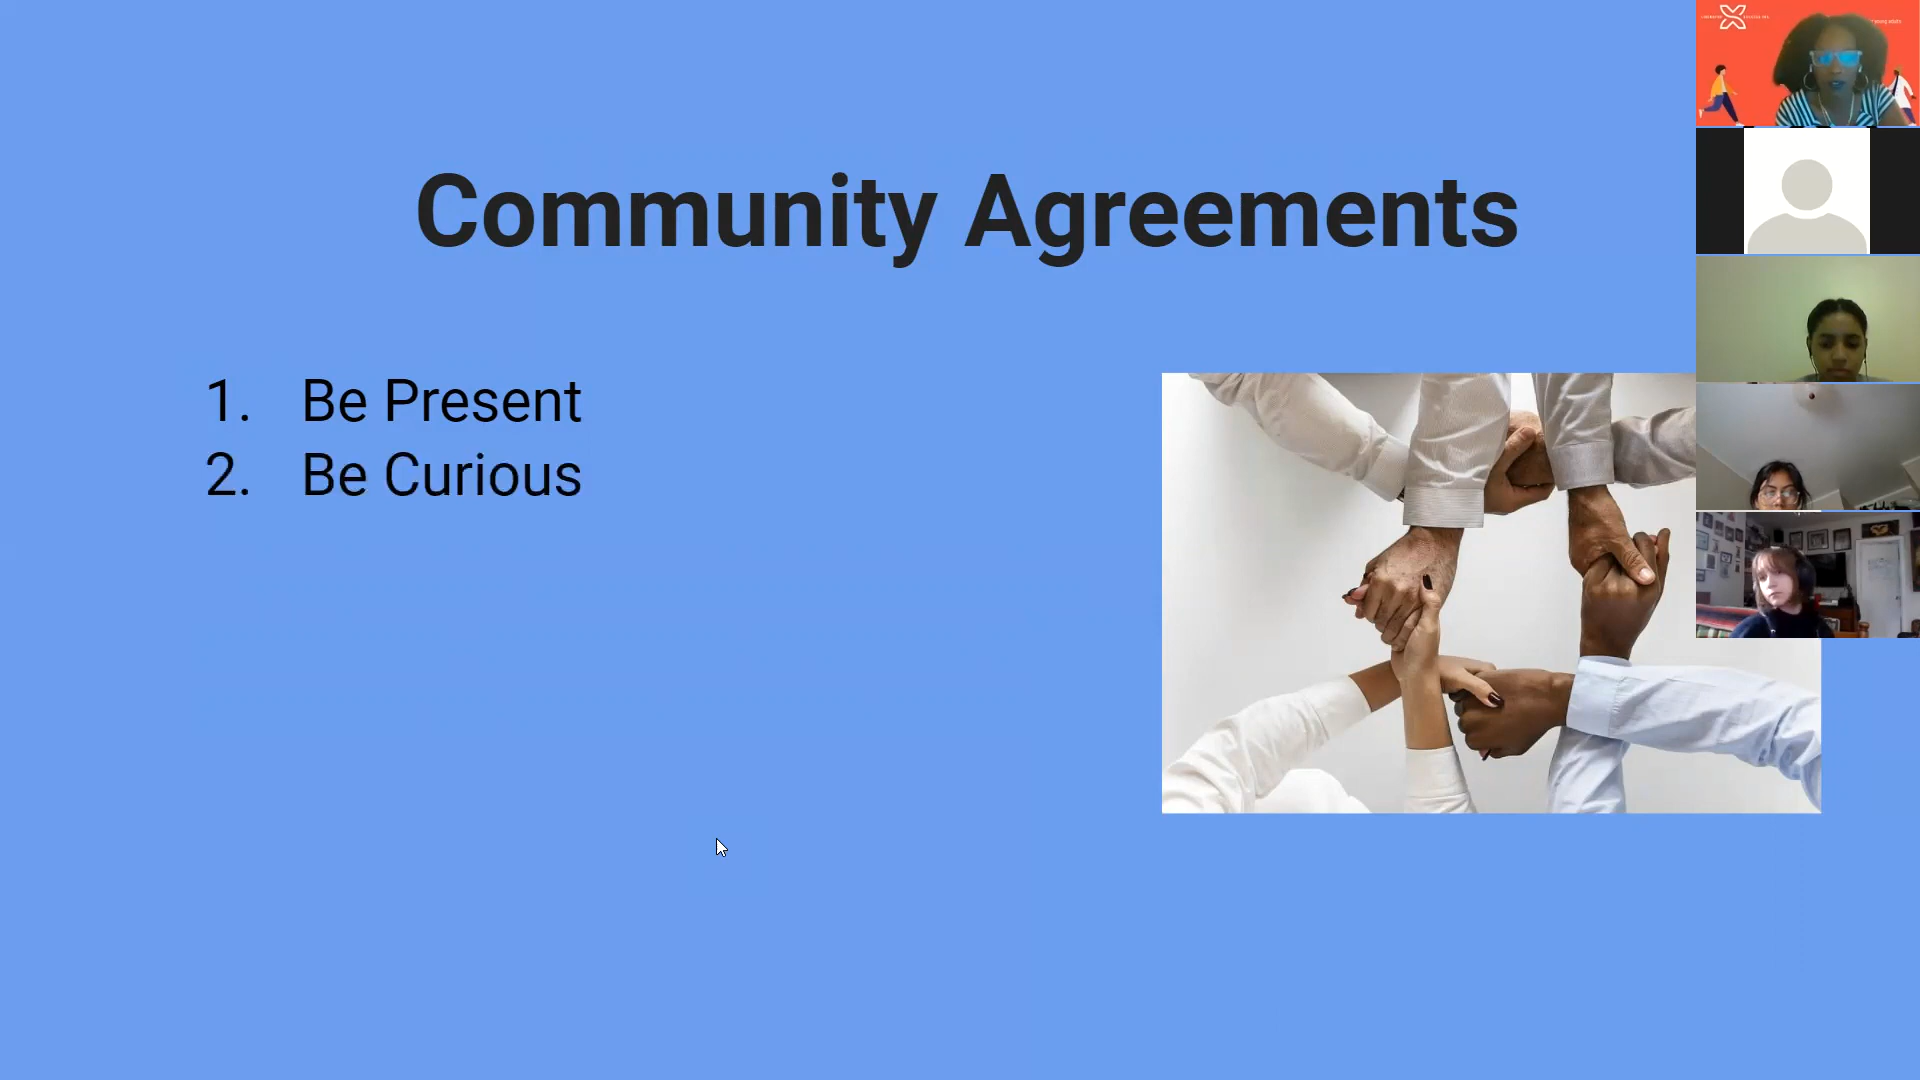 Community Agreements
1. Be Present
2. Be Curious